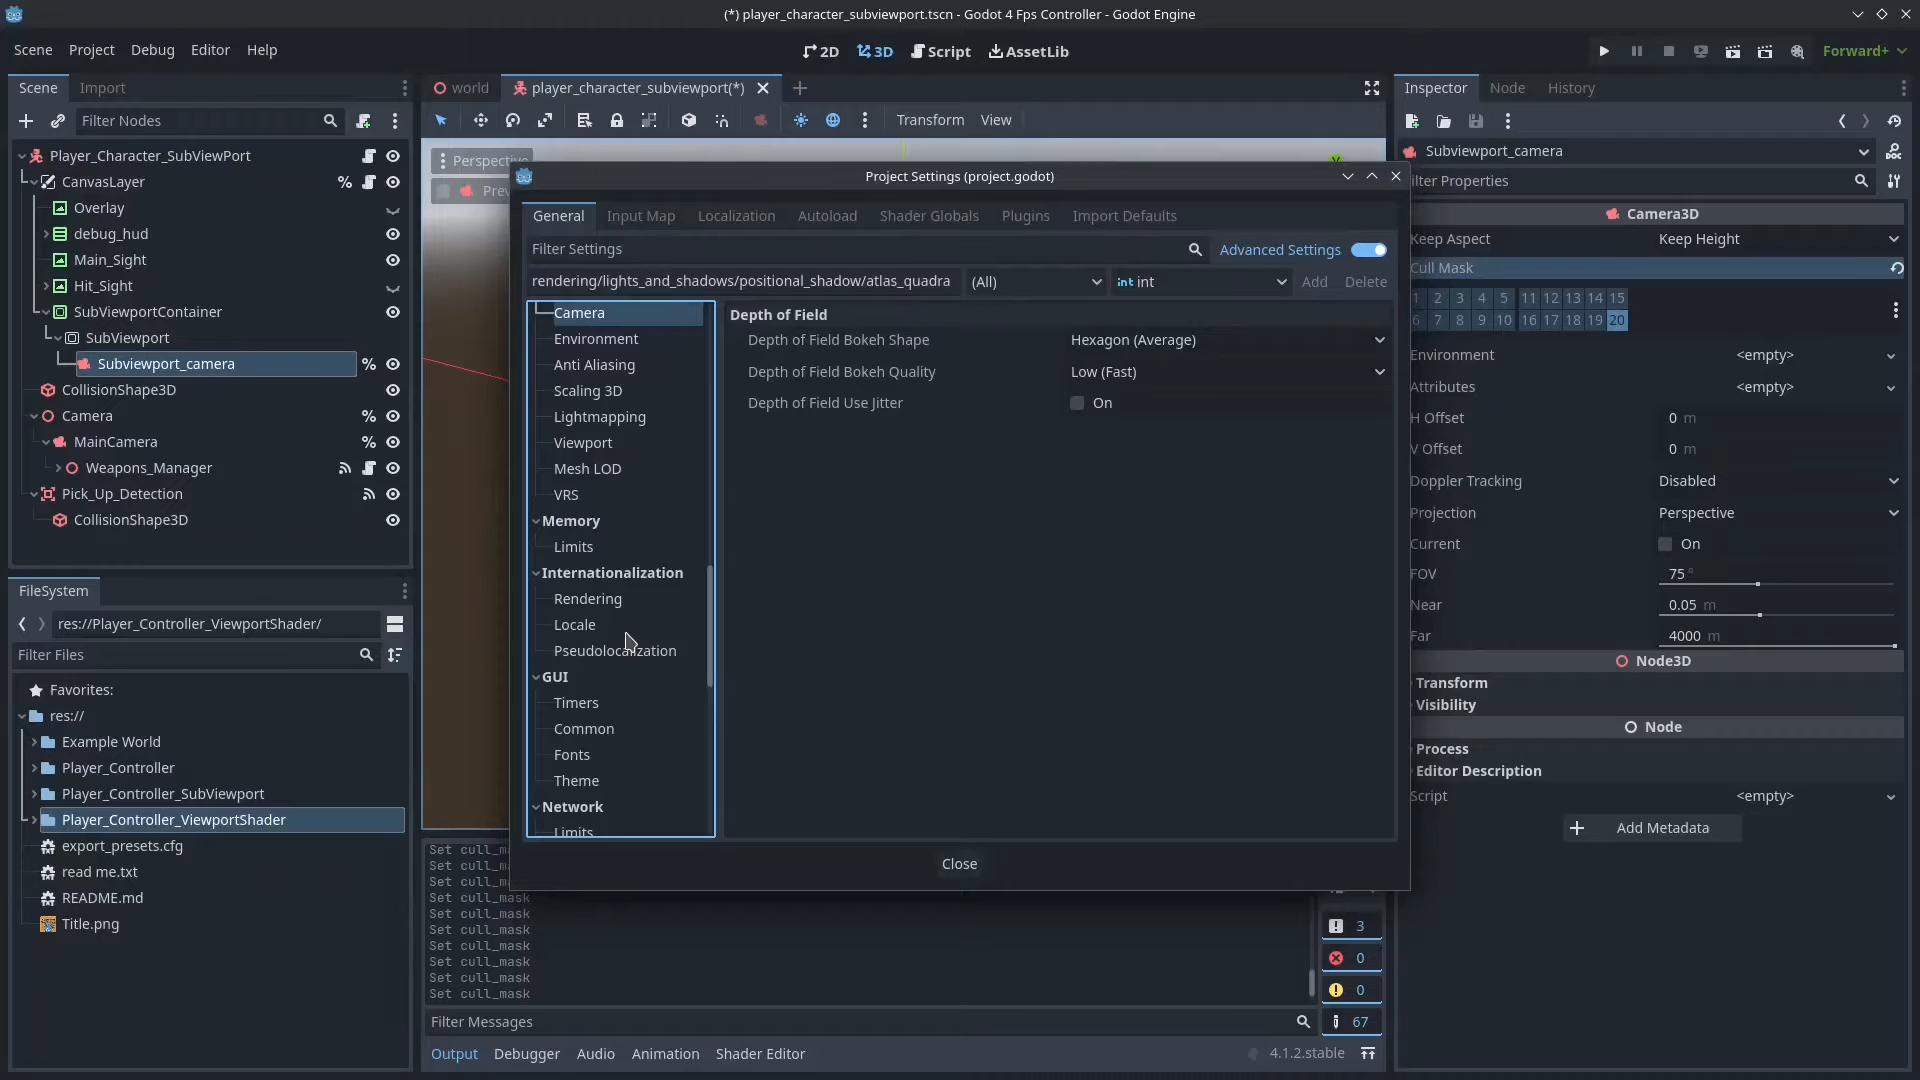 (*) player_character_subviewport.tscn - Godot 4 Fps Controller - Godot Engine
Scene Project Debug Editor Help
2D 3D Script AssetLib
Forward+
Scene Import
Filter Nodes
Player_Character_SubViewPort
CanvasLayer
Overlay
debug_hud
Main_Sight
Hit_Sight
SubViewportContainer
SubViewport
Subviewport_camera
CollisionShape3D
Camera
MainCamera
Weapons_Manager
Pick_Up_Detection
CollisionShape3D
FileSystem
res://Player_Controller_ViewportShader/
Filter Files
Favorites:
res://
Example World
Player_Controller
Player_Controller_SubViewport
Player_Controller_ViewportShader
export_presets.cfg
read me.txt
README.md
Title.png
world player_character_subviewport(*)
Transform View
Perspective
Project Settings (project.godot)
General Input Map Localization Autoload Shader Globals Plugins Import Defaults
Filter Settings
Advanced Settings
rendering/lights_and_shadows/positional_shadow/atlas_quadra (All) int int Add Delete
Camera
Environment
Anti Aliasing
Scaling 3D
Lightmapping
Viewport
Mesh LOD
VRS
Memory
Limits
Internationalization
Rendering
Locale
Pseudolocalization
GUI
Timers
Common
Fonts
Theme
Network
Limits
Depth of Field
Depth of Field Bokeh Shape Hexagon (Average)
Depth of Field Bokeh Quality Low (Fast)
Depth of Field Use Jitter On
Close
Set cull_m
Set cull_m
Set cull_m
Set cull_mask
Set cull_mask
Set cull_mask
Set cull_mask
Set cull_mask
Set cull_mask
Set cull_mask
3
0
0
67
Filter Messages
Output Debugger Audio Animation Shader Editor
4.1.2.stable
Inspector Node History
Subviewport_camera
ilter Properties
Camera3D
Keep Aspect Keep Height
Cull Mask
1 2 3 4 5 11 12 13 14 15
6 7 8 9 10 16 17 18 19 20
Environment <empty>
Attributes <empty>
H Offset 0 m
V Offset 0 m
Doppler Tracking Disabled
Projection Perspective
Current On
FOV 75 °
Near 0.05 m
Far 4000 m
Node3D
Transform
Visibility
Node
Process
Editor Description
Script <empty>
Add Metadata